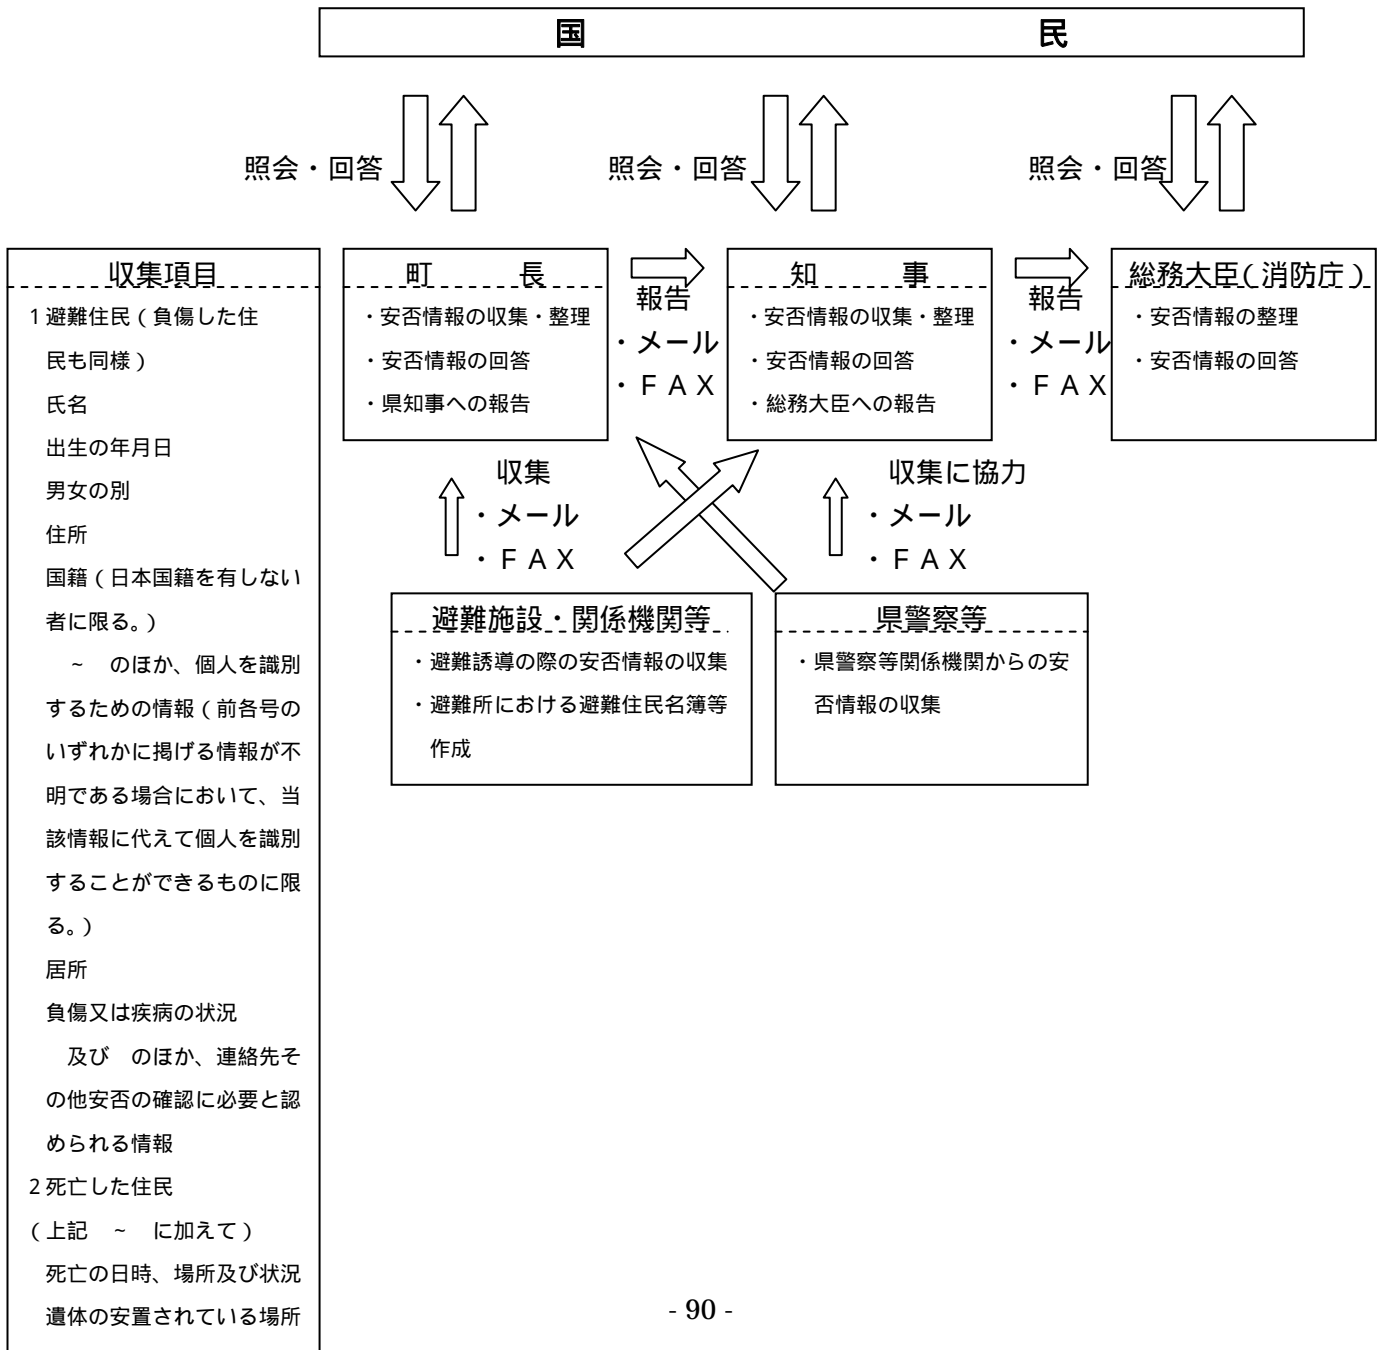 国 民
照会・回答
照会・回答
照会・回答
収集項目
1避難住民(負傷した住
民も同様)
氏名
出生の年月日
男女の別
住所
国籍(日本国籍を有しない
者に限る。)
～ のほか、個人を識別
するための情報(前各号の
いずれかに掲げる情報が不
明である場合において、当
該情報に代えて個人を識別
することができるものに限
る。)
居所
負傷又は疾病の状況
及び のほか、連絡先そ
の他安否の確認に必要と認
められる情報
2死亡した住民
(上記 ～ に加えて)
死亡の日時、場所及び状況
遺体の安置されている場所
町 長
・安否情報の収集・整理
・安否情報の回答
・県知事への報告
報告
・メール
・ＦＡＸ
知 事
・安否情報の収集・整理
・安否情報の回答
・総務大臣への報告
報告
・メール
・ＦＡＸ
総務大臣(消防庁)
・安否情報の整理
・安否情報の回答
収集
・メール
・ＦＡＸ
収集に協力
・メール
・ＦＡＸ
避難施設・関係機関等
・避難誘導の際の安否情報の収集
・避難所における避難住民名簿等
作成
県警察等
・県警察等関係機関からの安
否情報の収集
- 90 -